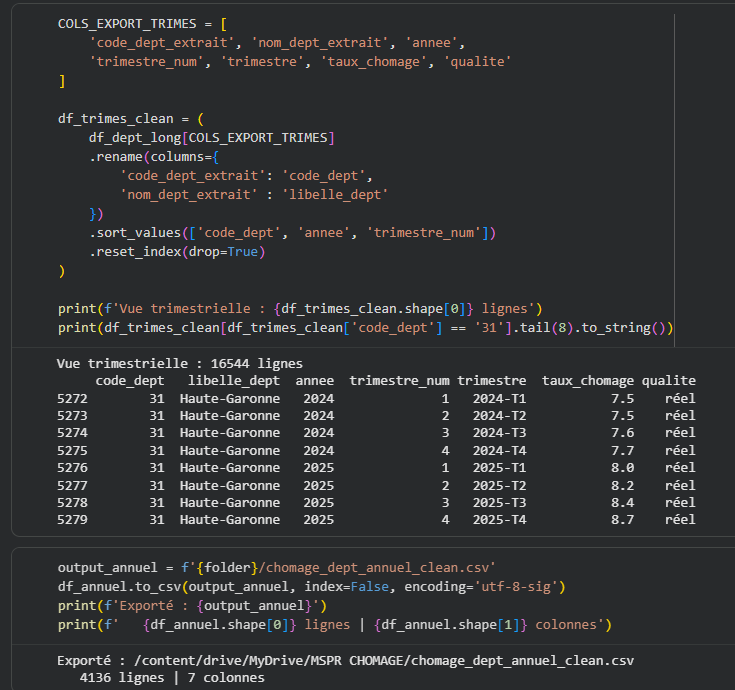 COLS_EXPORT_TRIMES = [
    'code_dept_extrait', 'nom_dept_extrait', 'annee',
    'trimestre_num', 'trimestre', 'taux_chomage', 'qualite'
]

df_trimes_clean = (
    df_dept_long[COLS_EXPORT_TRIMES]
    .rename(columns={
        'code_dept_extrait': 'code_dept',
        'nom_dept_extrait' : 'libelle_dept'
    })
    .sort_values(['code_dept', 'annee', 'trimestre_num'])
    .reset_index(drop=True)
)

print(f'Vue trimestrielle : {df_trimes_clean.shape[0]} lignes')
print(df_trimes_clean[df_trimes_clean['code_dept'] == '31'].tail(8).to_string())

Vue trimestrielle : 16544 lignes
     code_dept   libelle_dept  annee  trimestre_num trimestre  taux_chomage qualite
5272        31  Haute-Garonne   2024              1   2024-T1           7.5    réel
5273        31  Haute-Garonne   2024              2   2024-T2           7.5    réel
5274        31  Haute-Garonne   2024              3   2024-T3           7.6    réel
5275        31  Haute-Garonne   2024              4   2024-T4           7.7    réel
5276        31  Haute-Garonne   2025              1   2025-T1           8.0    réel
5277        31  Haute-Garonne   2025              2   2025-T2           8.2    réel
5278        31  Haute-Garonne   2025              3   2025-T3           8.4    réel
5279        31  Haute-Garonne   2025              4   2025-T4           8.7    réel

output_annuel = f'{folder}/chomage_dept_annuel_clean.csv'
df_annuel.to_csv(output_annuel, index=False, encoding='utf-8-sig')
print(f'Exporté : {output_annuel}')
print(f'   {df_annuel.shape[0]} lignes | {df_annuel.shape[1]} colonnes')

Exporté : /content/drive/MyDrive/MSPR CHOMAGE/chomage_dept_annuel_clean.csv
   4136 lignes | 7 colonnes